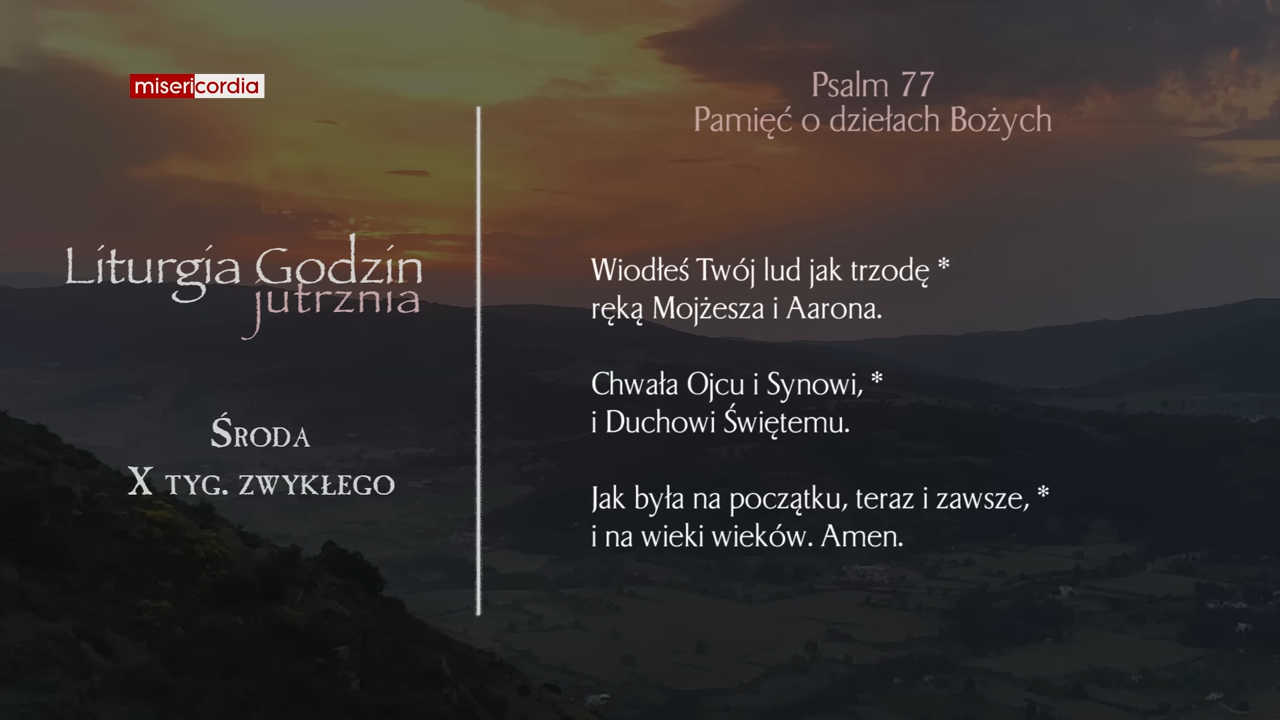 misericordia
Liturgia Godzin
jutrznia
Środa
X tyg. zwykłego
Psalm 77
Pamięć o dziełach Bożych
Wiodłeś Twój lud jak trzodę *
ręką Mojżesza i Aarona.
Chwała Ojcu i Synowi, *
i Duchowi Świętemu.
Jak była na początku, teraz i zawsze, *
i na wieki wieków. Amen.